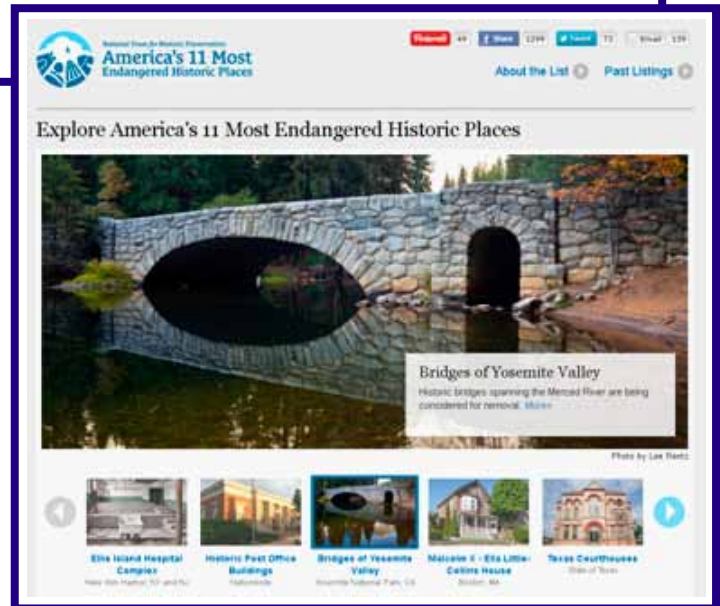 National Trust for Historic Preservation
America's 11 Most
Endangered Historic Places
Pinterest 49 Share 1299 Tweet 73 Email 139
About the List Past Listings
Explore America's 11 Most Endangered Historic Places
Bridges of Yosemite Valley
Historic bridges spanning the Merced River are being
considered for removal. More»
Photo by Lee Rentz
Ellis Island Hospital
Complex
New York Harbor, NY and NJ
Historic Post Office
Buildings
Nationwide
Bridges of Yosemite
Valley
Yosemite National Park, CA
Malcolm X - Ella Little-
Collins House
Boston, MA
Texas Courthouses
State of Texas